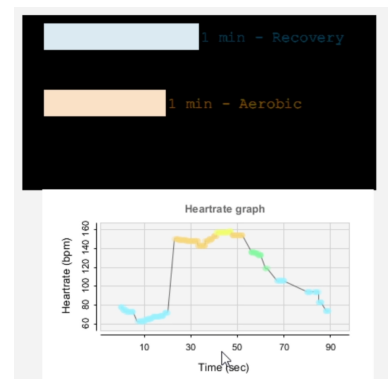 1 min - Recovery
1 min - Aerobic
Heartrate graph
Heartrate (bpm)
160
140
120
100
80
60
10 30 50 70 90
Time (sec)